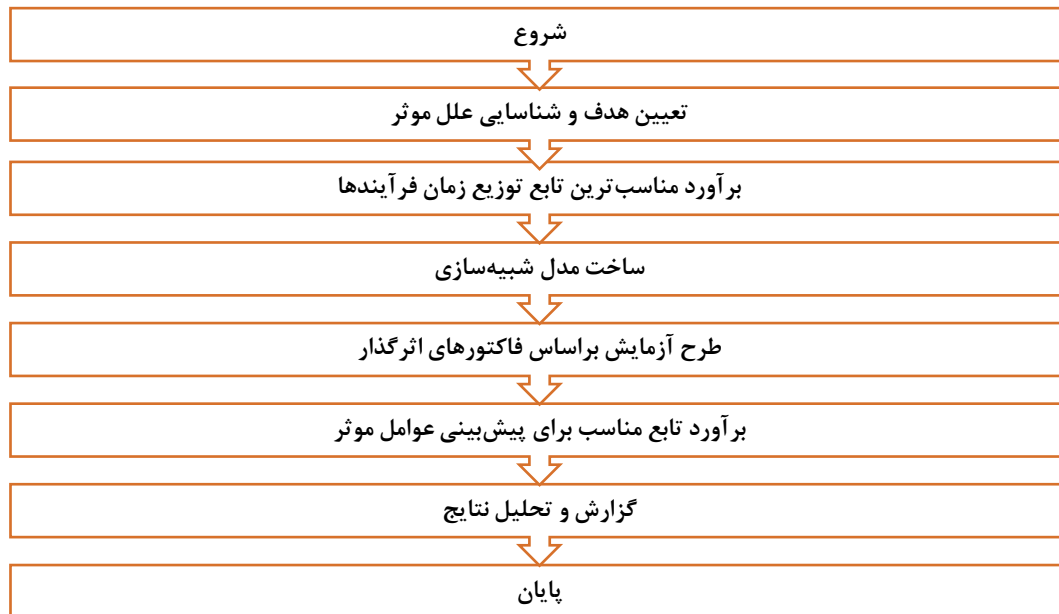 شروع
تعیین هدف و شناسایی علل موثر
برآورد مناسب‌ترین تابع توزیع زمان فرآیندها
ساخت مدل شبیه‌سازی
طرح آزمایش براساس فاکتورهای اثرگذار
برآورد تابع مناسب برای پیش‌بینی عوامل موثر
گزارش و تحلیل نتایج
پایان